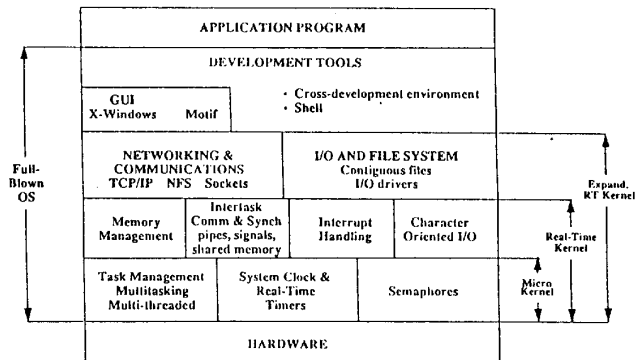 APPLICATION PROGRAM
DEVELOPMENT TOOLS
GUI
X-Windows Motif
• Cross-development environment
• Shell
NETWORKING &
COMMUNICATIONS
TCP/IP NFS Sockets
I/O AND FILE SYSTEM
Contiguous files
I/O drivers
Full-
Blown
OS
Expand.
RT Kernel
Memory
Management
Intertask
Comm & Synch
pipes, signals,
shared memory
Interrupt
Handling
Character
Oriented I/O
Real-Time
Kernel
Task Management
Multitasking
Multi-threaded
System Clock &
Real-Time
Timers
Semaphores
Micro
Kernel
HARDWARE